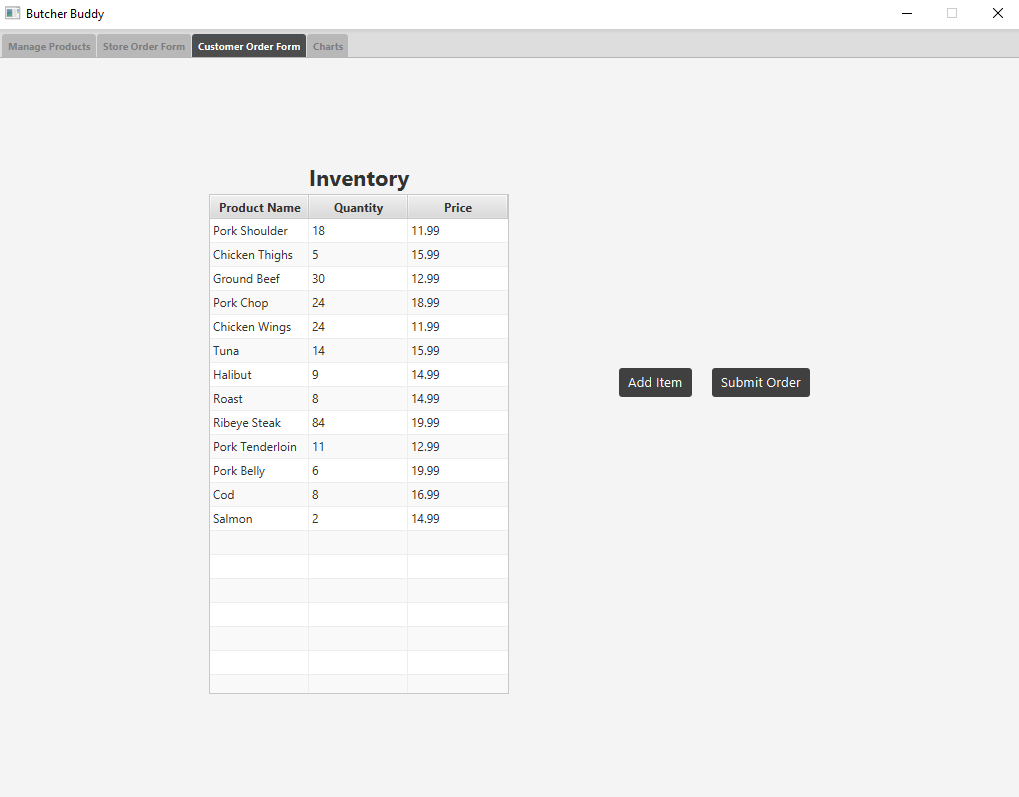 Butcher Buddy
Manage Products Store Order Form Customer Order Form Charts
Inventory
Product Name Quantity Price
Pork Shoulder 18 11.99
Chicken Thighs 5 15.99
Ground Beef 30 12.99
Pork Chop 24 18.99
Chicken Wings 24 11.99
Tuna 14 15.99
Halibut 9 14.99
Roast 8 14.99
Ribeye Steak 84 19.99
Pork Tenderloin 11 12.99
Pork Belly 6 19.99
Cod 8 16.99
Salmon 2 14.99
Add Item Submit Order